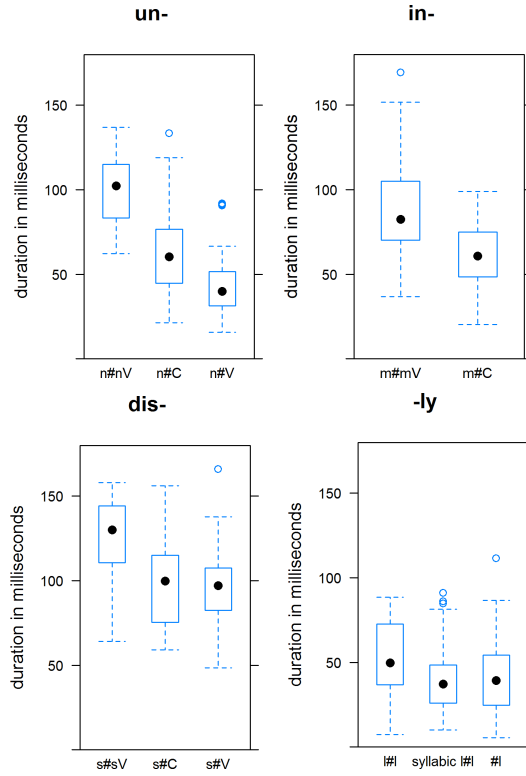 un-
in-
duration in milliseconds
150
100
50
n#nV n#C n#V
duration in milliseconds
150
100
50
m#mV m#C
dis-
-ly
duration in milliseconds
150
100
50
s#sV s#C s#V
duration in milliseconds
150
100
50
l#l syllabic l#l #l